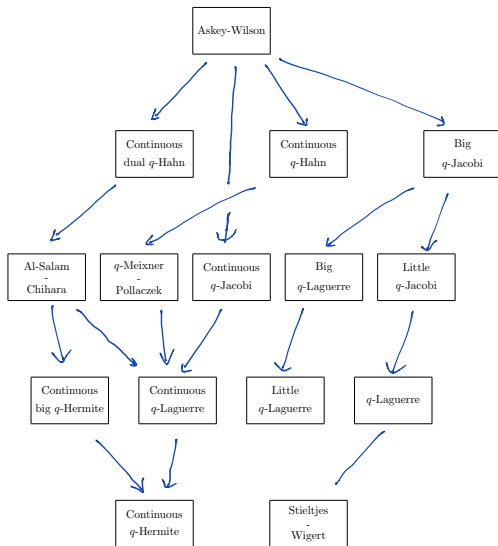 Askey-Wilson
Continuous
dual q-Hahn
Continuous
q-Hahn
Big
q-Jacobi
Al-Salam
-
Chihara
q-Meixner
-
Pollaczek
Continuous
q-Jacobi
Big
q-Laguerre
Little
q-Jacobi
Continuous
big q-Hermite
Continuous
q-Laguerre
Little
q-Laguerre
q-Laguerre
Continuous
q-Hermite
Stieltjes
-
Wigert